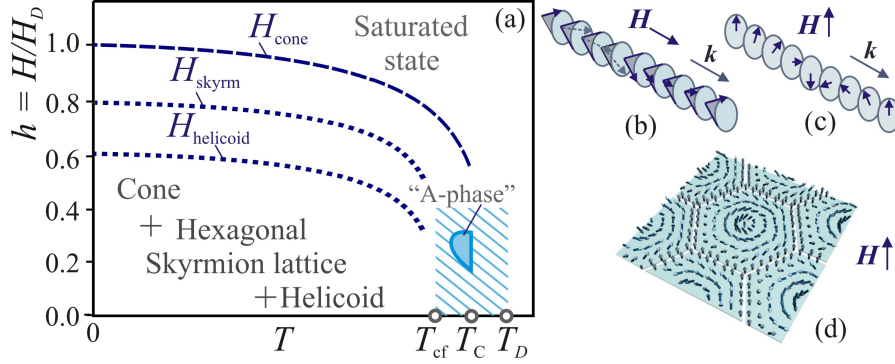 (a)
h = H/H_D
1.0
0.8
0.6
0.4
0.2
0.0
H_cone
Saturated
state
H_skyrm
H_helicoid
"A-phase"
Cone
+ Hexagonal
Skyrmion lattice
+Helicoid
0
T
T_cf
T_C
T_D
H
k
(b)
H
k
(c)
H
(d)